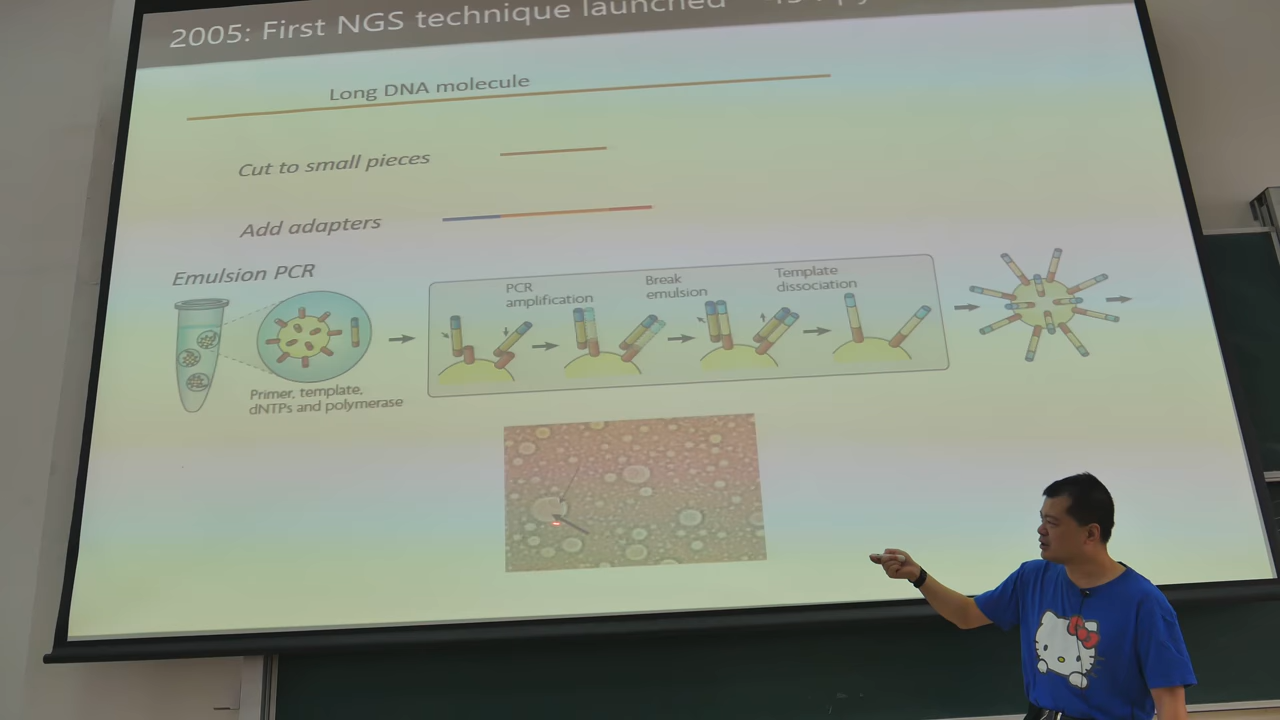 2005: First NGS technique launched
Long DNA molecule
Cut to small pieces
Add adapters
Emulsion PCR
PCR
amplification
Break
emulsion
Template
dissociation
Primer, template,
dNTPs and polymerase